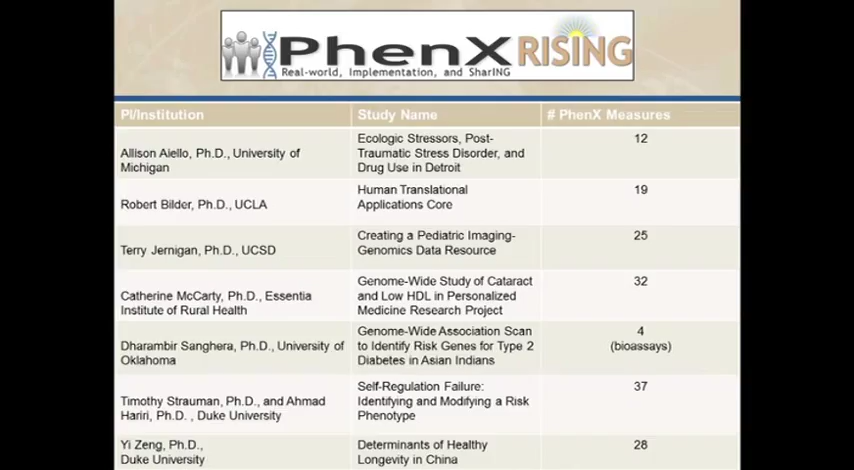 PhenX RISING
Real-world, Implementation, and SharING
PI/Institution Study Name # PhenX Measures
Allison Aiello, Ph.D., University of
Michigan
Ecologic Stressors, Post-
Traumatic Stress Disorder, and
Drug Use in Detroit
12
Robert Bilder, Ph.D., UCLA
Human Translational
Applications Core
19
Terry Jernigan, Ph.D., UCSD
Creating a Pediatric Imaging-
Genomics Data Resource
25
Catherine McCarty, Ph.D., Essentia
Institute of Rural Health
Genome-Wide Study of Cataract
and Low HDL in Personalized
Medicine Research Project
32
Dharambir Sanghera, Ph.D., University of
Oklahoma
Genome-Wide Association Scan
to Identify Risk Genes for Type 2
Diabetes in Asian Indians
4
(bioassays)
Timothy Strauman, Ph.D., and Ahmad
Hariri, Ph.D. , Duke University
Self-Regulation Failure:
Identifying and Modifying a Risk
Phenotype
37
Yi Zeng, Ph.D.,
Duke University
Determinants of Healthy
Longevity in China
28